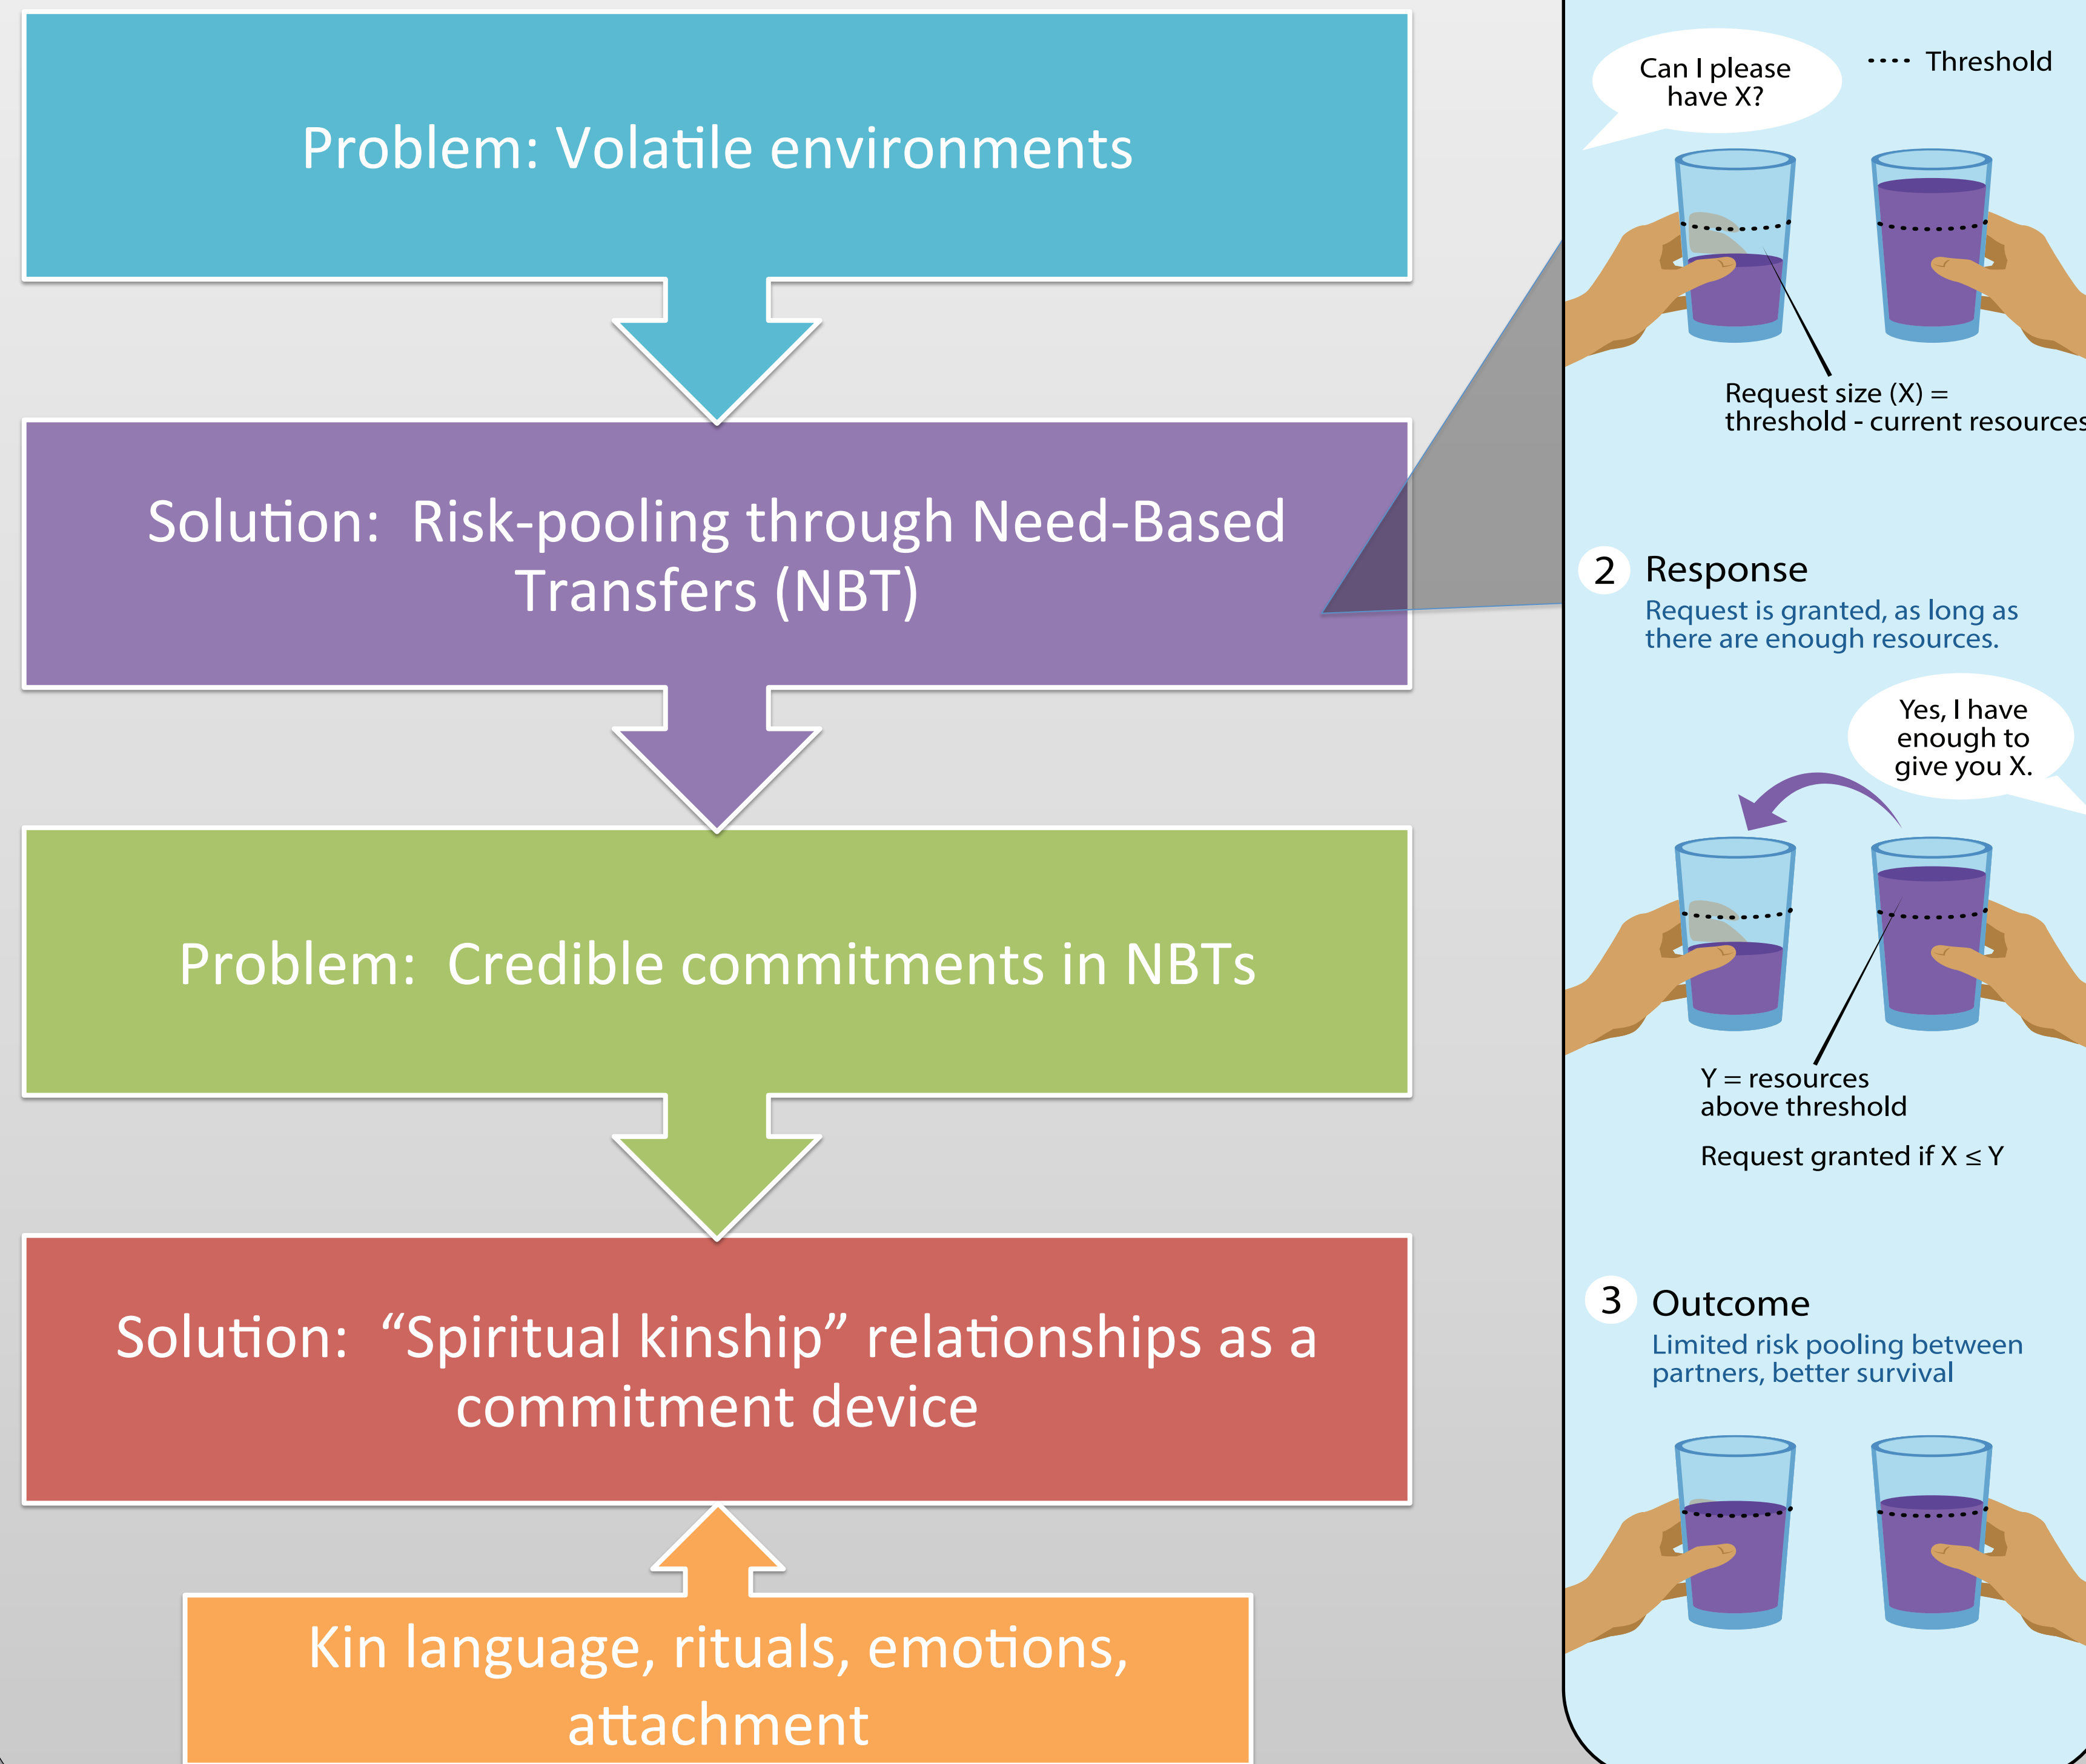 Problem: Volatile environments
Solution:  Risk-pooling through Need-Based
Transfers (NBT)
Problem:  Credible commitments in NBTs
Solution:  “Spiritual kinship” relationships as a
commitment device
Kin language, rituals, emotions,
attachment
Can I please
have X?
Threshold
Request size (X) =
threshold - current resources
2 Response
Request is granted, as long as
there are enough resources.
Yes, I have
enough to
give you X.
Y = resources
above threshold
Request granted if X ≤ Y
3 Outcome
Limited risk pooling between
partners, better survival